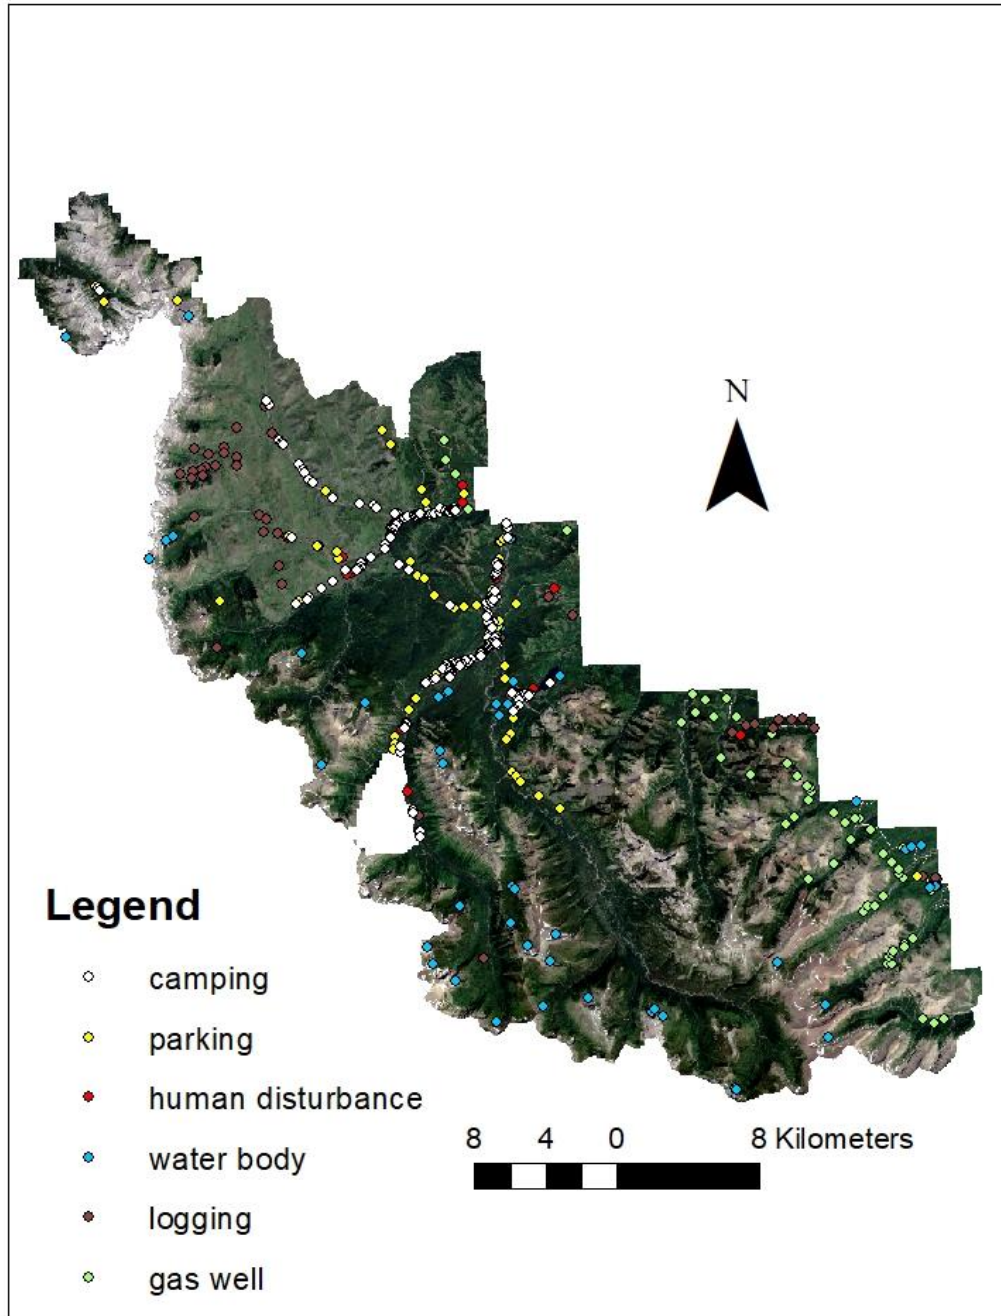 N
Legend
camping
parking
human disturbance
water body
logging
gas well
8 4 0 8 Kilometers